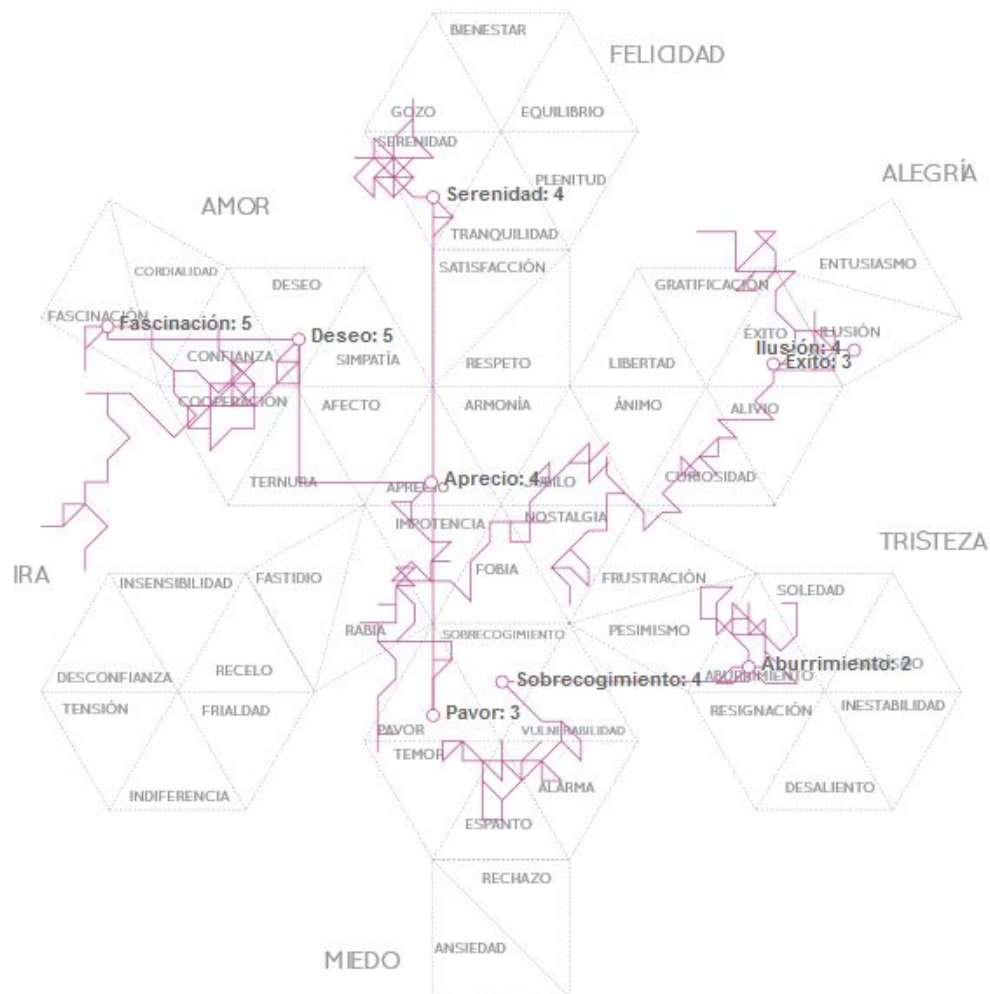 BIENESTAR
FELICIDAD
GOZO
EQUILIBRIO
SERENIDAD
PLENITUD
ALEGRÍA
Serenidad: 4
AMOR
TRANQUILIDAD
SATISFACCIÓN
ENTUSIASMO
CORDIALIDAD
DESEO
GRATIFICACIÓN
FASCINACIÓN
Fascinación: 5
Deseo: 5
ÉXITO
ILUSIÓN
Ilusión: 4
Éxito: 3
CONFIANZA
SIMPATÍA
RESPETO
LIBERTAD
COOPERACIÓN
AFECTO
ARMONÍA
ÁNIMO
ALIVIO
TERNURA
APRECIO
Aprecio: 4
JÚBILO
CURIOSIDAD
IMPOTENCIA
NOSTALGIA
TRISTEZA
IRA
INSENSIBILIDAD
FASTIDIO
FOBIA
FRUSTRACIÓN
SOLEDAD
RABIA
SOBRECOGIMIENTO
PESIMISMO
DESCONFIANZA
RECELO
Aburrimiento: 2
ABURRIMIENTO
Sobrecogimiento: 4
TENSIÓN
FRIALDAD
Pavor: 3
RESIGNACIÓN
INESTABILIDAD
PAVOR
VULNERABILIDAD
TEMOR
ALARMA
DESALIENTO
INDIFERENCIA
ESPANTO
RECHAZO
ANSIEDAD
MIEDO